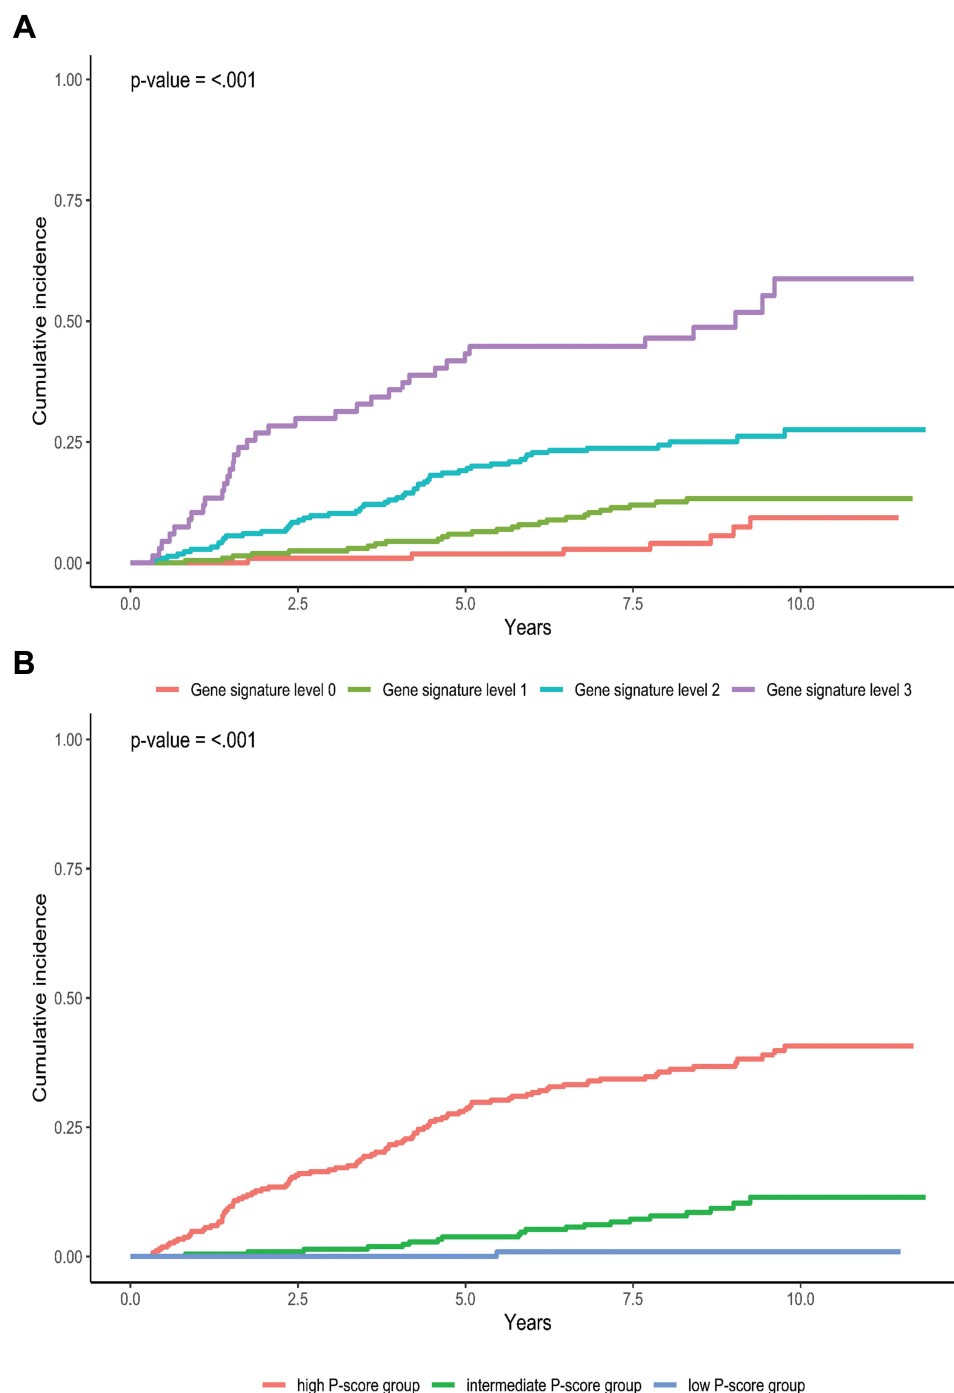 A
p-value = <.001
1.00
0.75
0.50
0.25
0.00
Cumulative incidence
0.0 2.5 5.0 7.5 10.0
Years
B
Gene signature level 0 Gene signature level 1 Gene signature level 2 Gene signature level 3
p-value = <.001
1.00
0.75
0.50
0.25
0.00
Cumulative incidence
0.0 2.5 5.0 7.5 10.0
Years
high P-score group intermediate P-score group low P-score group